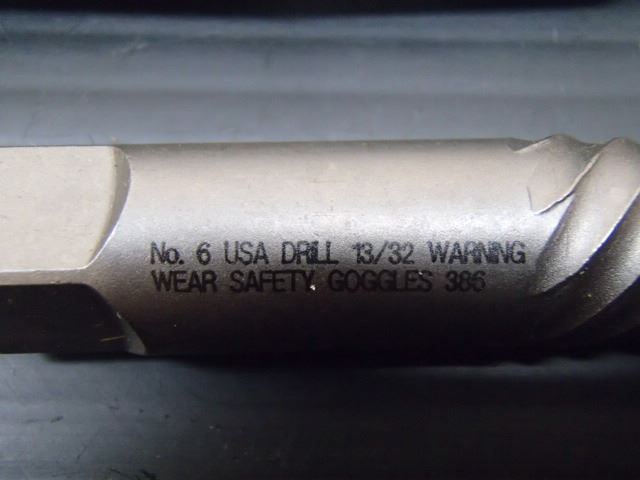 No. 6 USA DRILL 13/32 WARNING
WEAR SAFETY GOGGLES 386